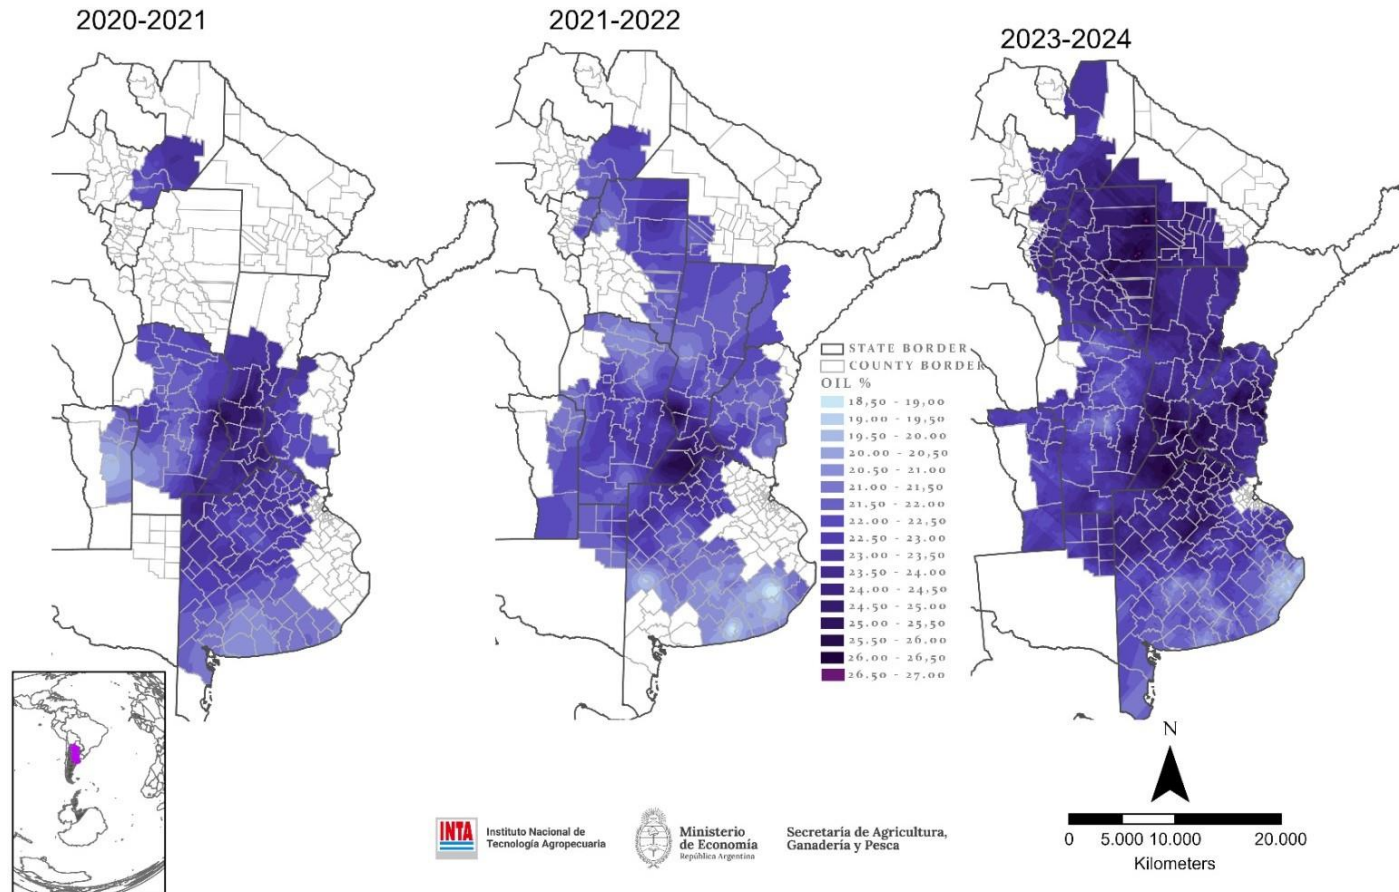 2020-2021
2021-2022
2023-2024
STATE BORDER
COUNTY BORDER
OIL %
18,50 - 19,00
19.00 - 19,50
19.50 - 20.00
20.00 - 20,50
20,50 - 21.00
21.00 - 21,50
21.50 - 22.00
22.00 - 22,50
22.50 - 23.00
23.00 - 23,50
23.50 - 24.00
24.00 - 24,50
24.50 - 25.00
25.00 - 25,50
25,50 - 26.00
26.00 - 26,50
26.50 - 27.00
N
0 5.000 10.000 20.000
Kilometers
INTA
Instituto Nacional de
Tecnología Agropecuaria
Ministerio
de Economía
República Argentina
Secretaría de Agricultura,
Ganadería y Pesca